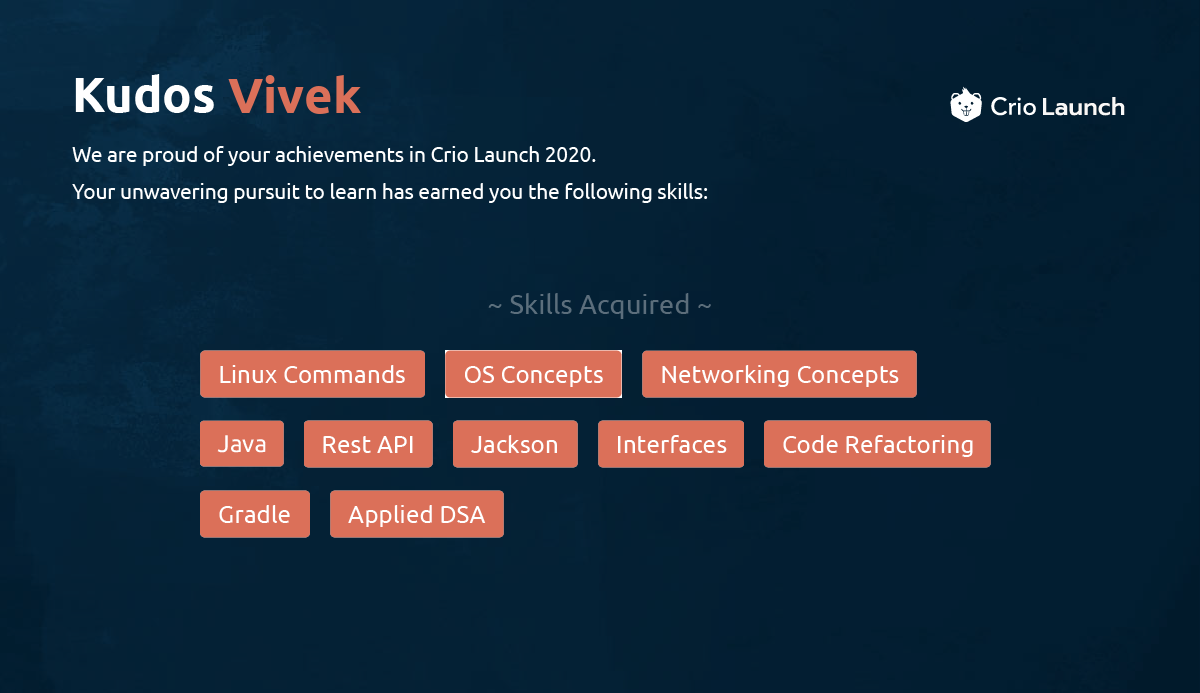 Kudos Vivek
Crio Launch
We are proud of your achievements in Crio Launch 2020.
Your unwavering pursuit to learn has earned you the following skills:
~ Skills Acquired ~
Linux Commands OS Concepts Networking Concepts
Java Rest API Jackson Interfaces Code Refactoring
Gradle Applied DSA